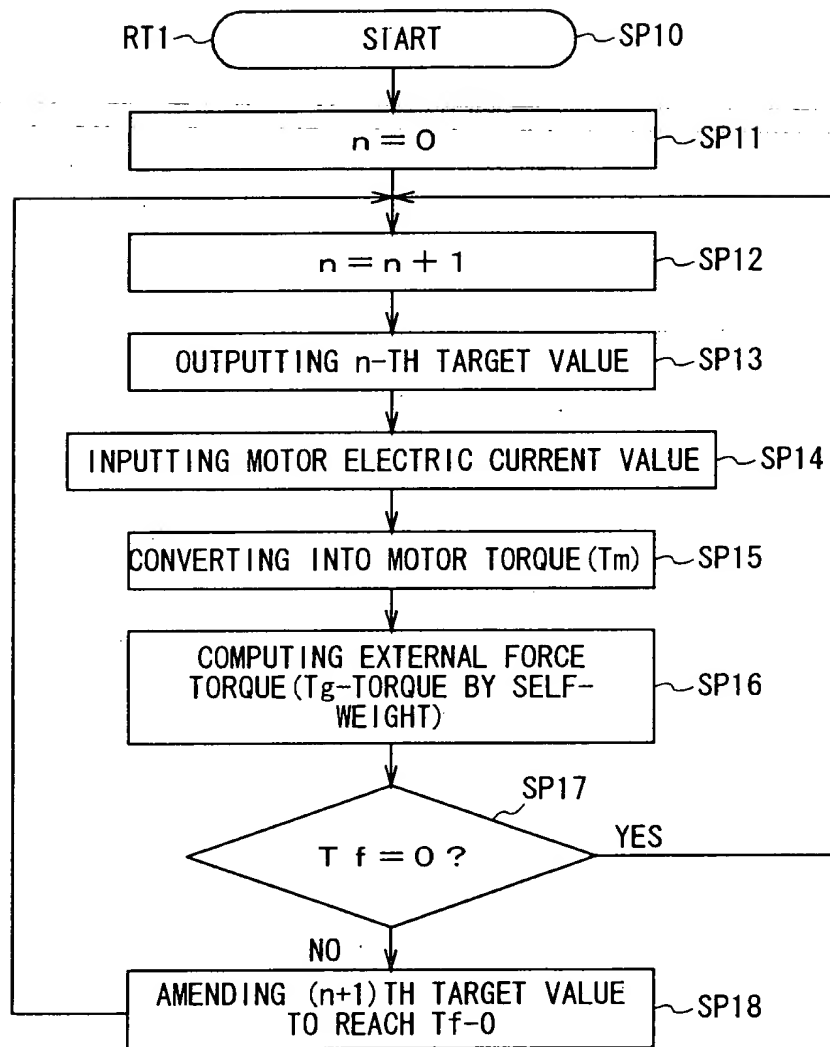 RT1 START SP10
n=0 SP11
n=n+1 SP12
OUTPUTTING n-TH TARGET VALUE SP13
INPUTTING MOTOR ELECTRIC CURRENT VALUE SP14
CONVERTING INTO MOTOR TORQUE(Tm) SP15
COMPUTING EXTERNAL FORCE
TORQUE(Tg-TORQUE BY SELF-
WEIGHT)
SP16
SP17
Tf=0?
YES
NO
AMENDING (n+1)TH TARGET VALUE
TO REACH Tf-0
SP18